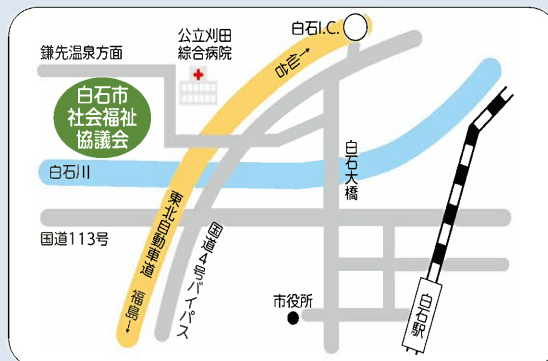 白石I.C.
公立刈田
綜合病院
鎌先温泉方面
仙台
白石市
社会福祉
協議会
白石川
白石大橋
東北自動車道
国道113号
国道4号バイパス
福島
市役所
白石駅